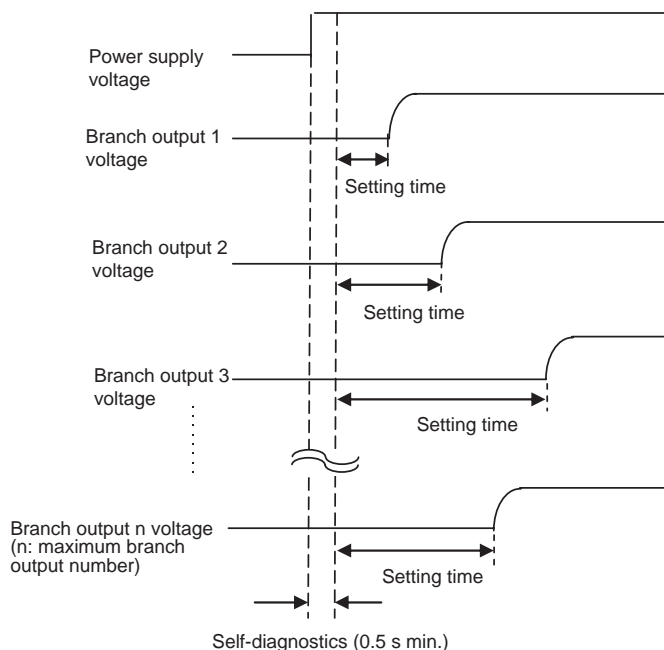 Power supply
voltage
Branch output 1
voltage
Setting time
Branch output 2
voltage
Setting time
Branch output 3
voltage
Setting time
Branch output n voltage
(n: maximum branch
output number)
Setting time
Self-diagnostics (0.5 s min.)